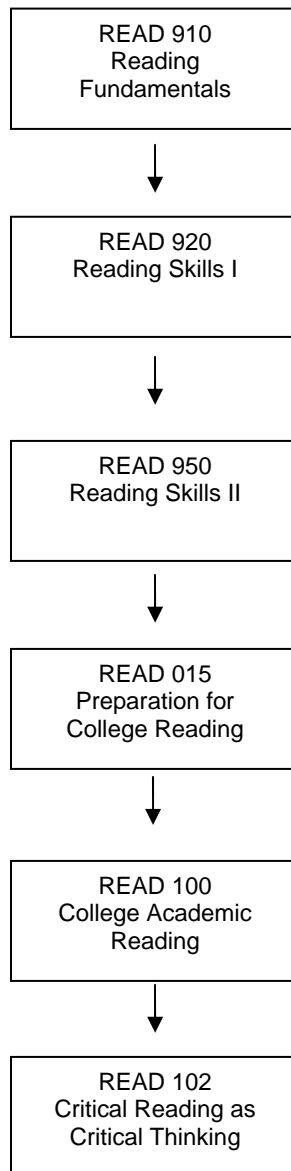 READ 910
Reading
Fundamentals
READ 920
Reading Skills I
READ 950
Reading Skills II
READ 015
Preparation for
College Reading
READ 100
College Academic
Reading
READ 102
Critical Reading as
Critical Thinking